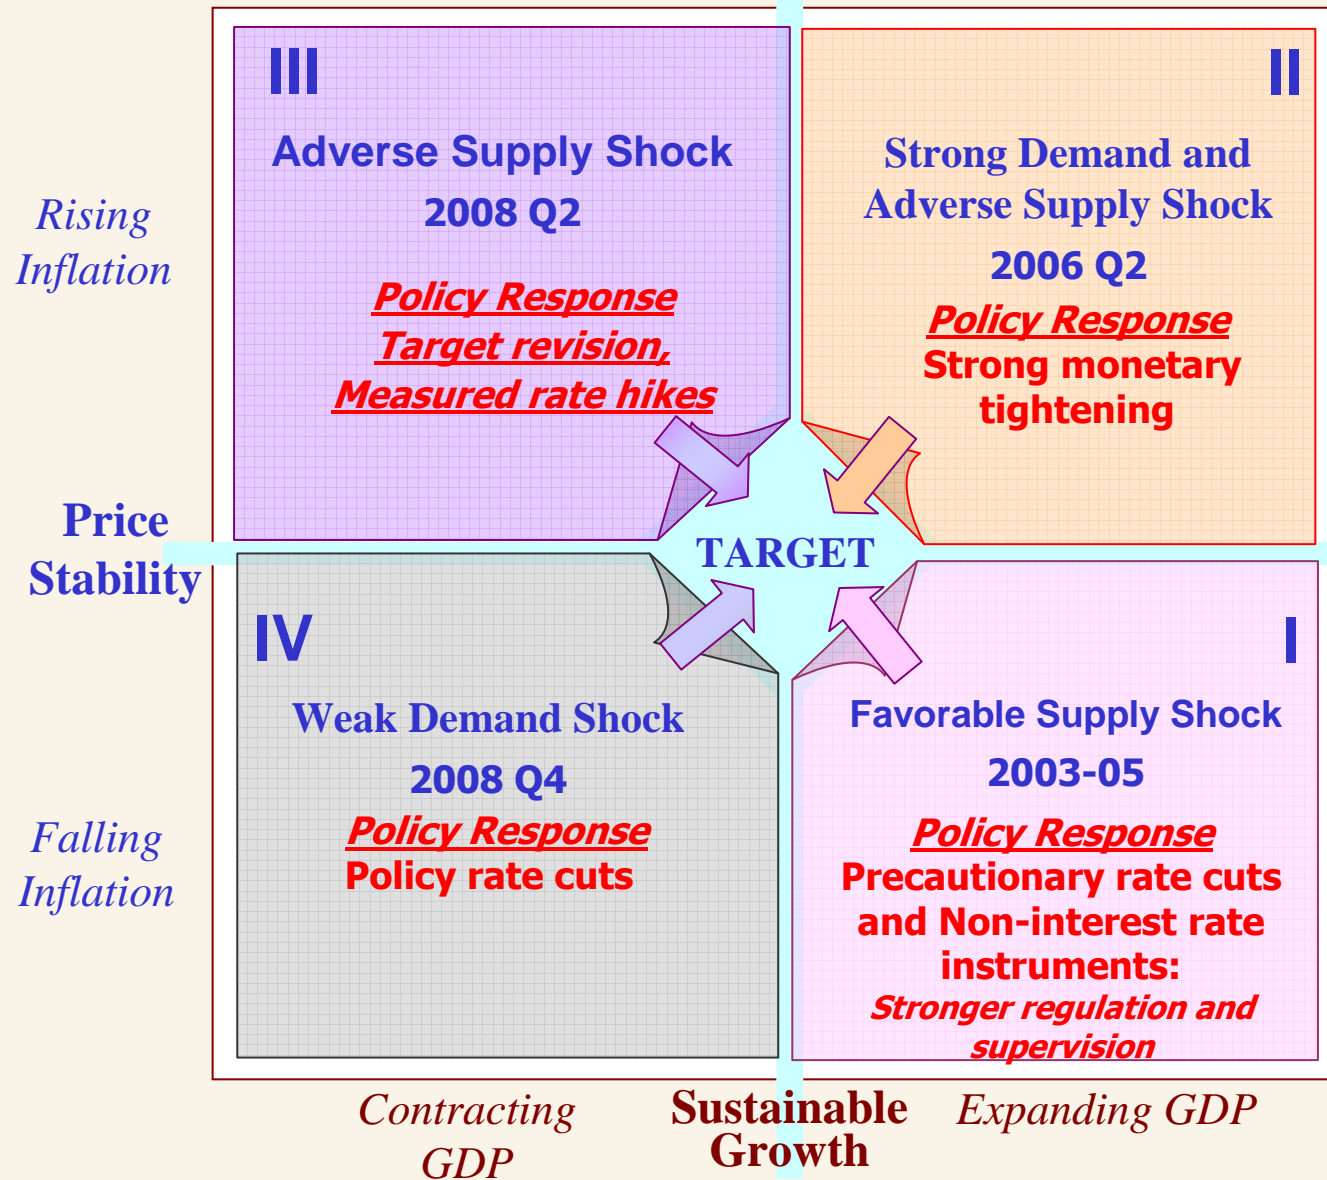 III
Adverse Supply Shock
2008 Q2
Policy Response
Target revision,
Measured rate hikes
II
Strong Demand and
Adverse Supply Shock
2006 Q2
Policy Response
Strong monetary
tightening
Rising
Inflation
Price
Stability
TARGET
IV
Weak Demand Shock
2008 Q4
Policy Response
Policy rate cuts
I
Favorable Supply Shock
2003-05
Policy Response
Precautionary rate cuts
and Non-interest rate
instruments:
Stronger regulation and
supervision
Falling
Inflation
Contracting
GDP
Sustainable
Growth
Expanding GDP